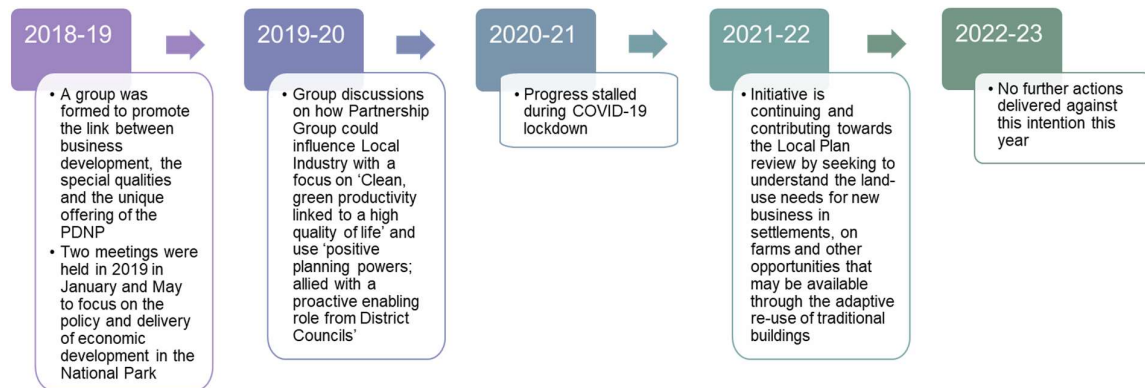 2018-19
• A group was
formed to promote
the link between
business
development, the
special qualities
and the unique
offering of the
PDNP
• Two meetings were
held in 2019 in
January and May
to focus on the
policy and delivery
of economic
development in the
National Park
2019-20
• Group discussions
on how Partnership
Group could
influence Local
Industry with a
focus on ‘Clean,
green productivity
linked to a high
quality of life’ and
use ‘positive
planning powers;
allied with a
proactive enabling
role from District
Councils’
2020-21
• Progress stalled
during COVID-19
lockdown
2021-22
• Initiative is
continuing and
contributing towards
the Local Plan
review by seeking to
understand the land-
use needs for new
business in
settlements, on
farms and other
opportunities that
may be available
through the adaptive
re-use of traditional
buildings
2022-23
• No further actions
delivered against
this intention this
year